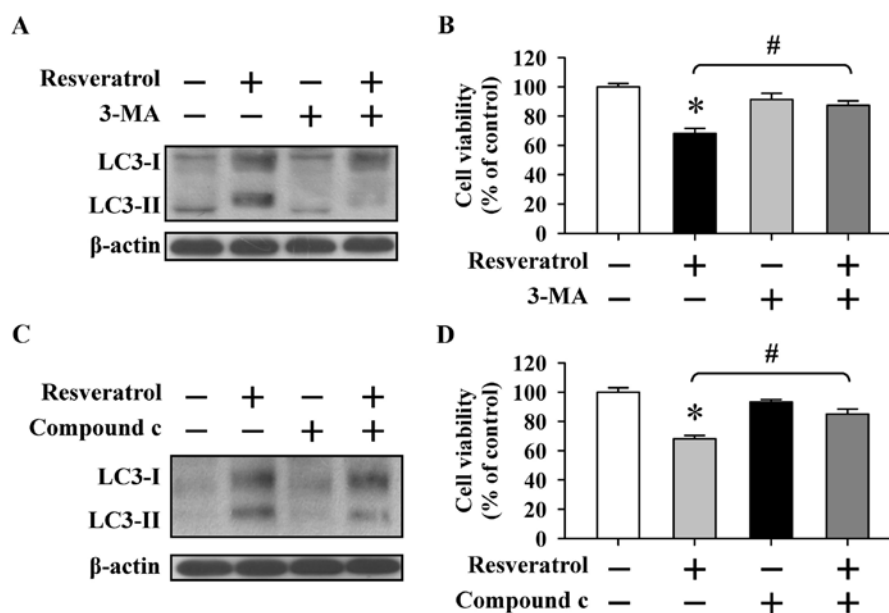 A
Resveratrol − + − +
3-MA − − + +
LC3-I
LC3-II
β-actin
B
Cell viability
(% of control)
120
100
80
60
40
20
0
*
#
Resveratrol − + − +
3-MA − − + +
C
Resveratrol − + − +
Compound c − − + +
LC3-I
LC3-II
β-actin
D
Cell viability
(% of control)
120
100
80
60
40
20
0
*
#
Resveratrol − + − +
Compound c − − + +